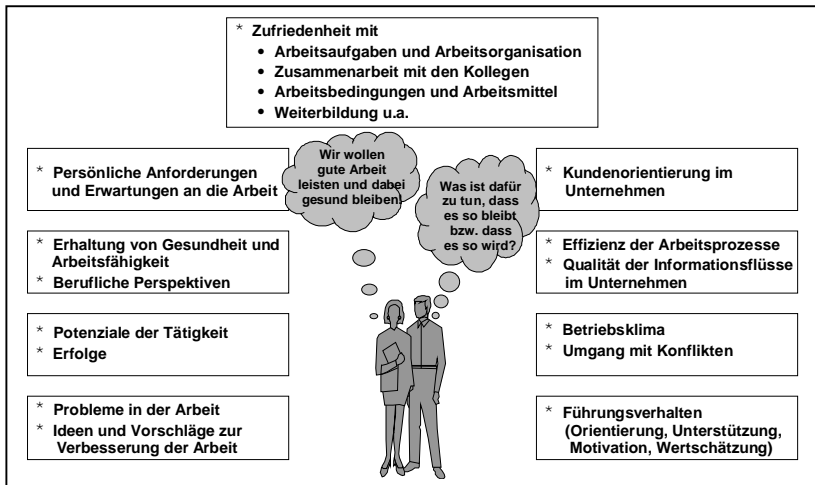 * Zufriedenheit mit
• Arbeitsaufgaben und Arbeitsorganisation
• Zusammenarbeit mit den Kollegen
• Arbeitsbedingungen und Arbeitsmittel
• Weiterbildung u.a.
* Persönliche Anforderungen
und Erwartungen an die Arbeit
* Erhaltung von Gesundheit und
Arbeitsfähigkeit
* Berufliche Perspektiven
* Potenziale der Tätigkeit
* Erfolge
* Probleme in der Arbeit
* Ideen und Vorschläge zur
Verbesserung der Arbeit
Wir wollen
gute Arbeit
leisten und dabei
gesund bleiben!
Was ist dafür
zu tun, dass
es so bleibt
bzw. dass
es so wird?
* Kundenorientierung im
Unternehmen
* Effizienz der Arbeitsprozesse
* Qualität der Informationsflüsse
im Unternehmen
* Betriebsklima
* Umgang mit Konflikten
* Führungsverhalten
(Orientierung, Unterstützung,
Motivation, Wertschätzung)